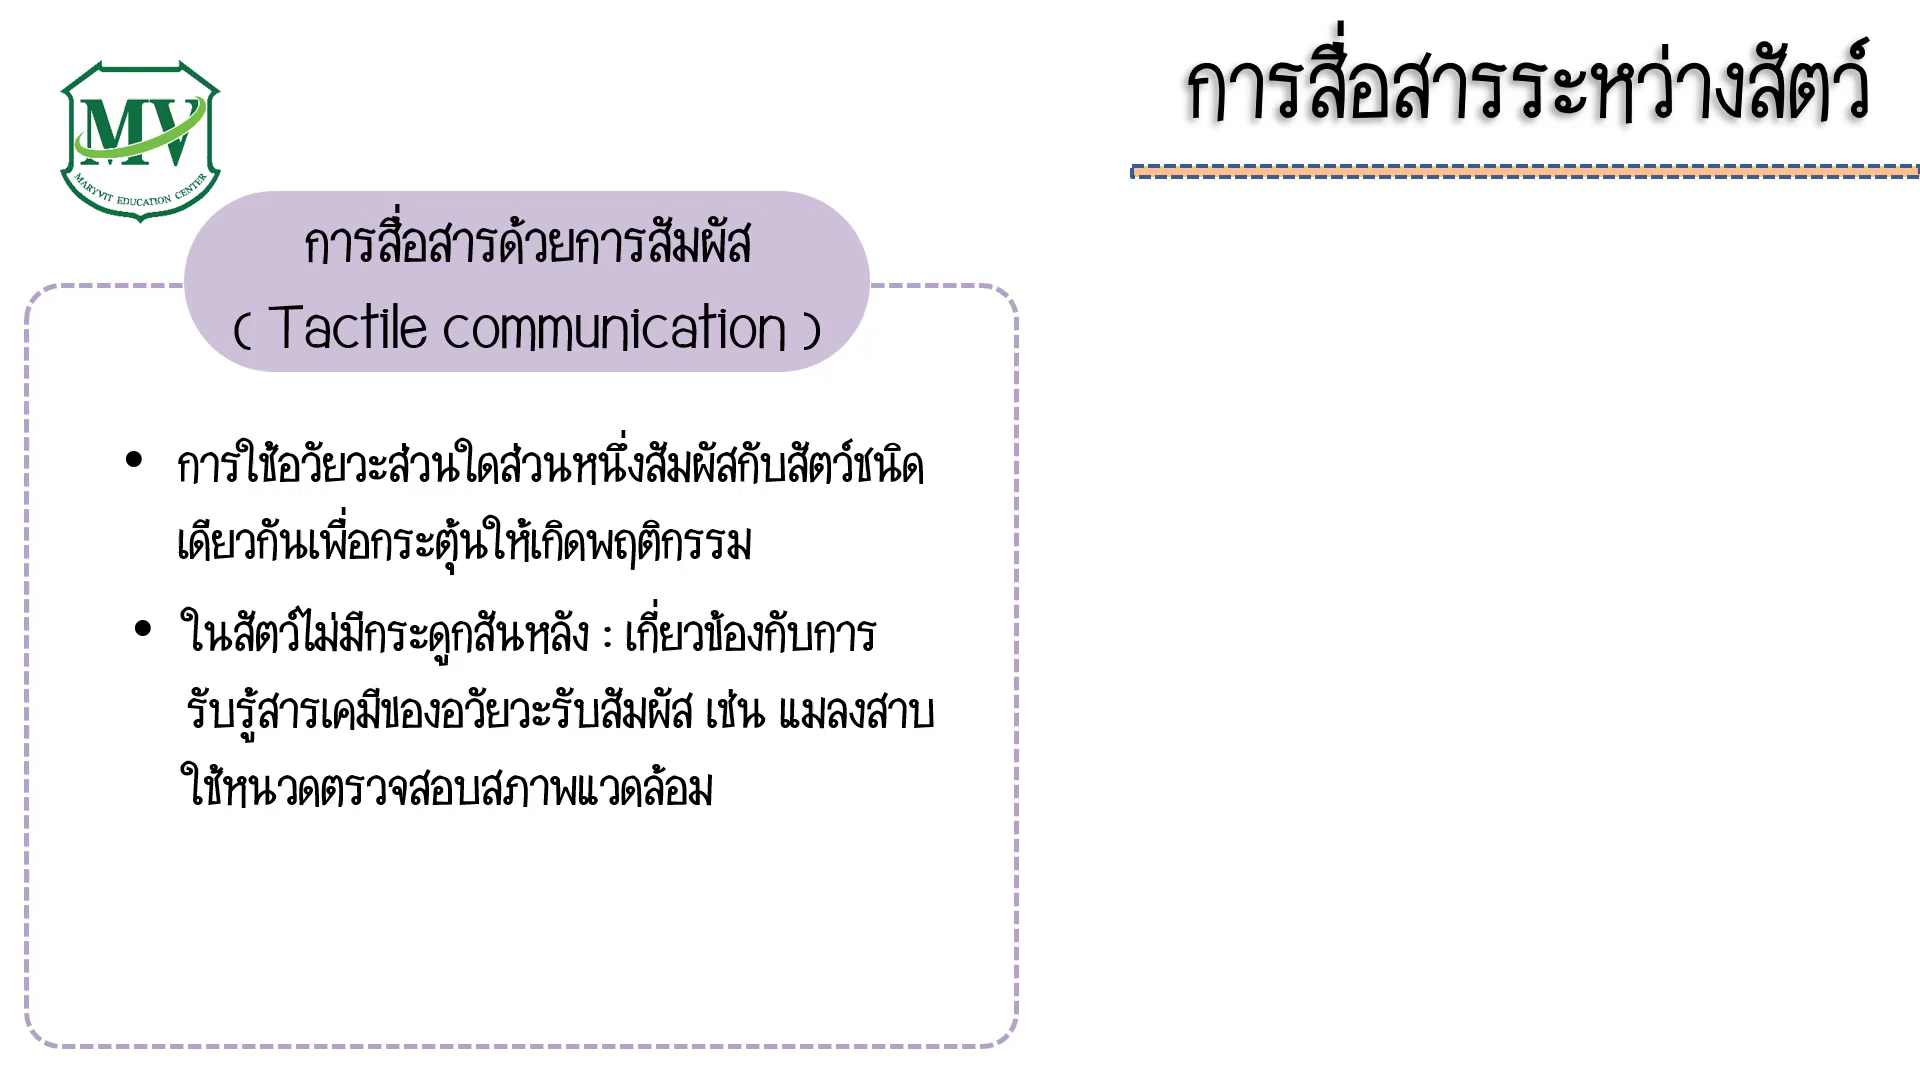 การสื่อสารระหว่างสัตว์
MV
MARYVIT EDUCATION CENTER
การสื่อสารด้วยการสัมผัส
( Tactile communication )
• การใช้อวัยวะส่วนใดส่วนหนึ่งสัมผัสกับสัตว์ชนิด
เดียวกันเพื่อกระตุ้นให้เกิดพฤติกรรม
• ในสัตว์ไม่มีกระดูกสันหลัง : เกี่ยวข้องกับการ
รับรู้สารเคมีของอวัยวะรับสัมผัส เช่น แมลงสาบ
ใช้หนวดตรวจสอบสภาพแวดล้อม